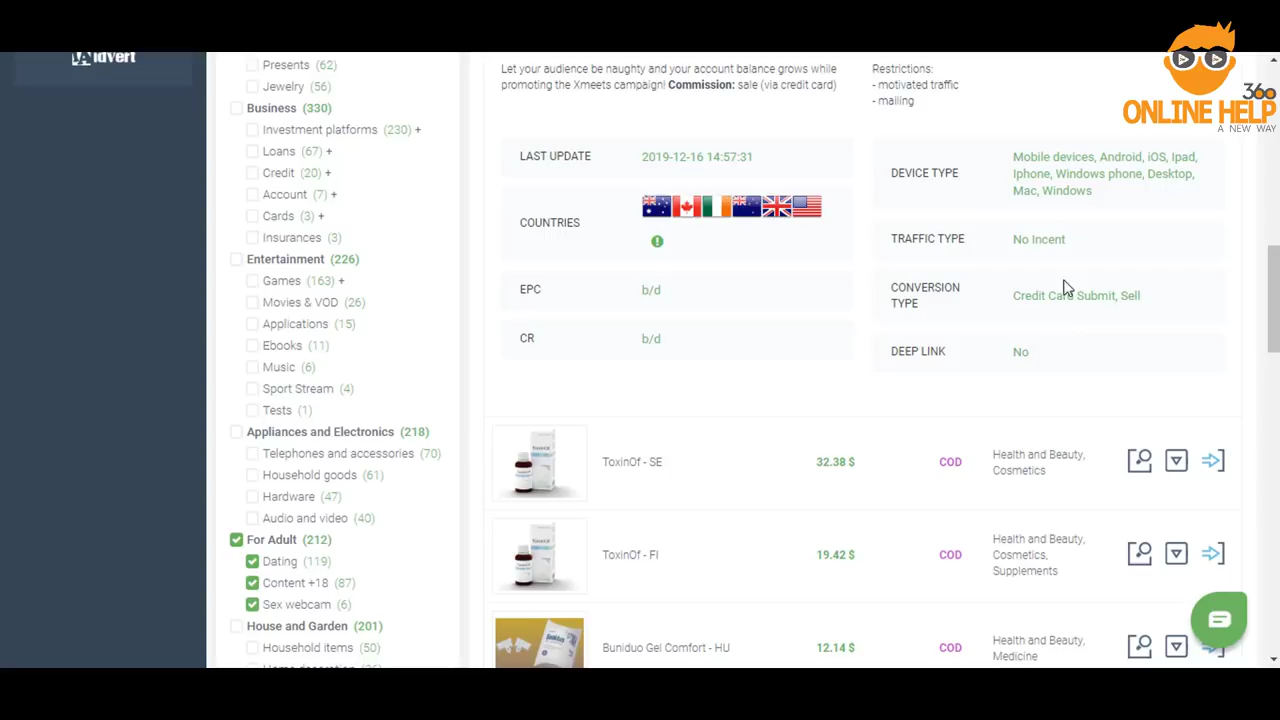 idvert
Presents (62)
Jewelry (56)
Business (330)
Investment platforms (230) +
Loans (67) +
Credit (20) +
Account (7) +
Cards (3) +
Insurances (3)
Entertainment (226)
Games (163) +
Movies & VOD (26)
Applications (15)
Ebooks (11)
Music (6)
Sport Stream (4)
Tests (1)
Appliances and Electronics (218)
Telephones and accessories (70)
Household goods (61)
Hardware (47)
Audio and video (40)
For Adult (212)
Dating (119)
Content +18 (87)
Sex webcam (6)
House and Garden (201)
Household items (50)
Let your audience be naughty and your account balance grows while
promoting the Xmeets campaign! Commission: sale (via credit card)
Restrictions:
- motivated traffic
- mailing
LAST UPDATE 2019-12-16 14:57:31
COUNTRIES
EPC b/d
CR b/d
DEVICE TYPE
Mobile devices, Android, iOS, Ipad,
Iphone, Windows phone, Desktop,
Mac, Windows
TRAFFIC TYPE No Incent
CONVERSION
TYPE
Credit Card Submit, Sell
DEEP LINK No
ToxinOf - SE 32.38 $ COD
Health and Beauty,
Cosmetics
ToxinOf - FI 19.42 $ COD
Health and Beauty,
Cosmetics,
Supplements
Buniduo Gel Comfort - HU 12.14 $ COD
Health and Beauty,
Medicine
360
ONLINE HELP
A NEW WAY